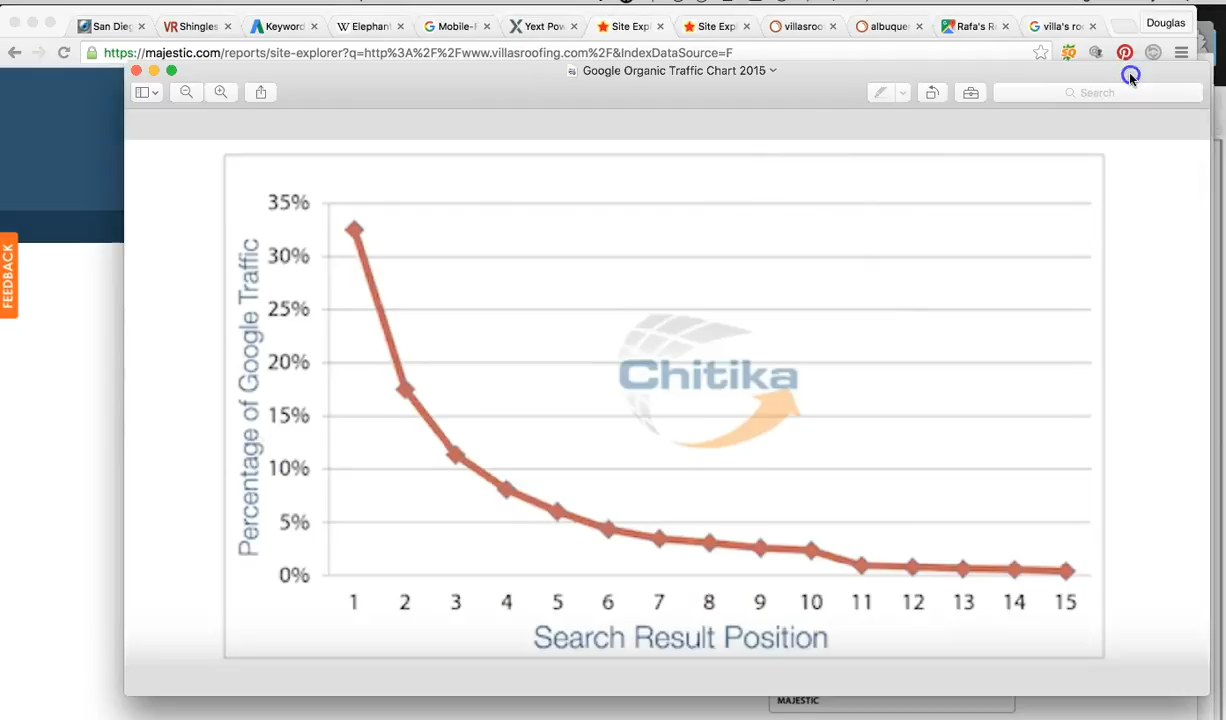 San Dieg
VR Shingles
Keyword
Elephant
Mobile-F
Yext Pow
Site Expl
Site Expl
villasroo
albuque
Rafa's R
villa's ro
Douglas
https://majestic.com/reports/site-explorer?q=http%3A%2F%2Fwww.villasroofing.com%2F&IndexDataSource=F
Google Organic Traffic Chart 2015
Search
FEEDBACK
Percentage of Google Traffic
35%
30%
25%
20%
15%
10%
5%
0%
Chitika
1 2 3 4 5 6 7 8 9 10 11 12 13 14 15
Search Result Position
MAJESTIC